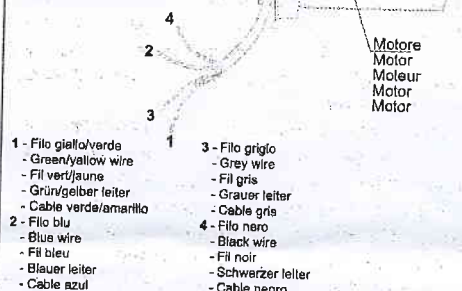 4
2
3
1
Motore
Motor
Moteur
Motor
Motor
1 - Filo giallo/verde
- Green/yellow wire
- Fil vert/jaune
- Grün/gelber leiter
- Cable verde/amarillo
2 - Filo blu
- Blue wire
- Fil bleu
- Blauer leiter
- Cable azul
3 - Filo grigio
- Grey wire
- Fil gris
- Grauer leiter
- Cable gris
4 - Filo nero
- Black wire
- Fil noir
- Schwarzer leiter
- Cable negro